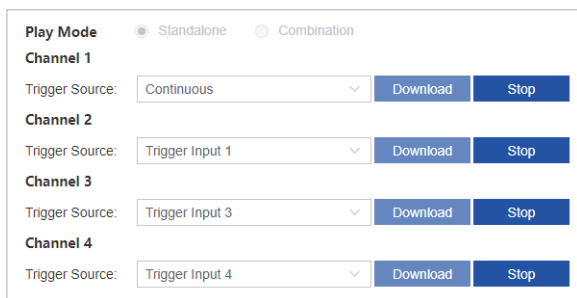 Play Mode Standalone Combination
Channel 1
Trigger Source: Continuous Download Stop
Channel 2
Trigger Source: Trigger Input 1 Download Stop
Channel 3
Trigger Source: Trigger Input 3 Download Stop
Channel 4
Trigger Source: Trigger Input 4 Download Stop